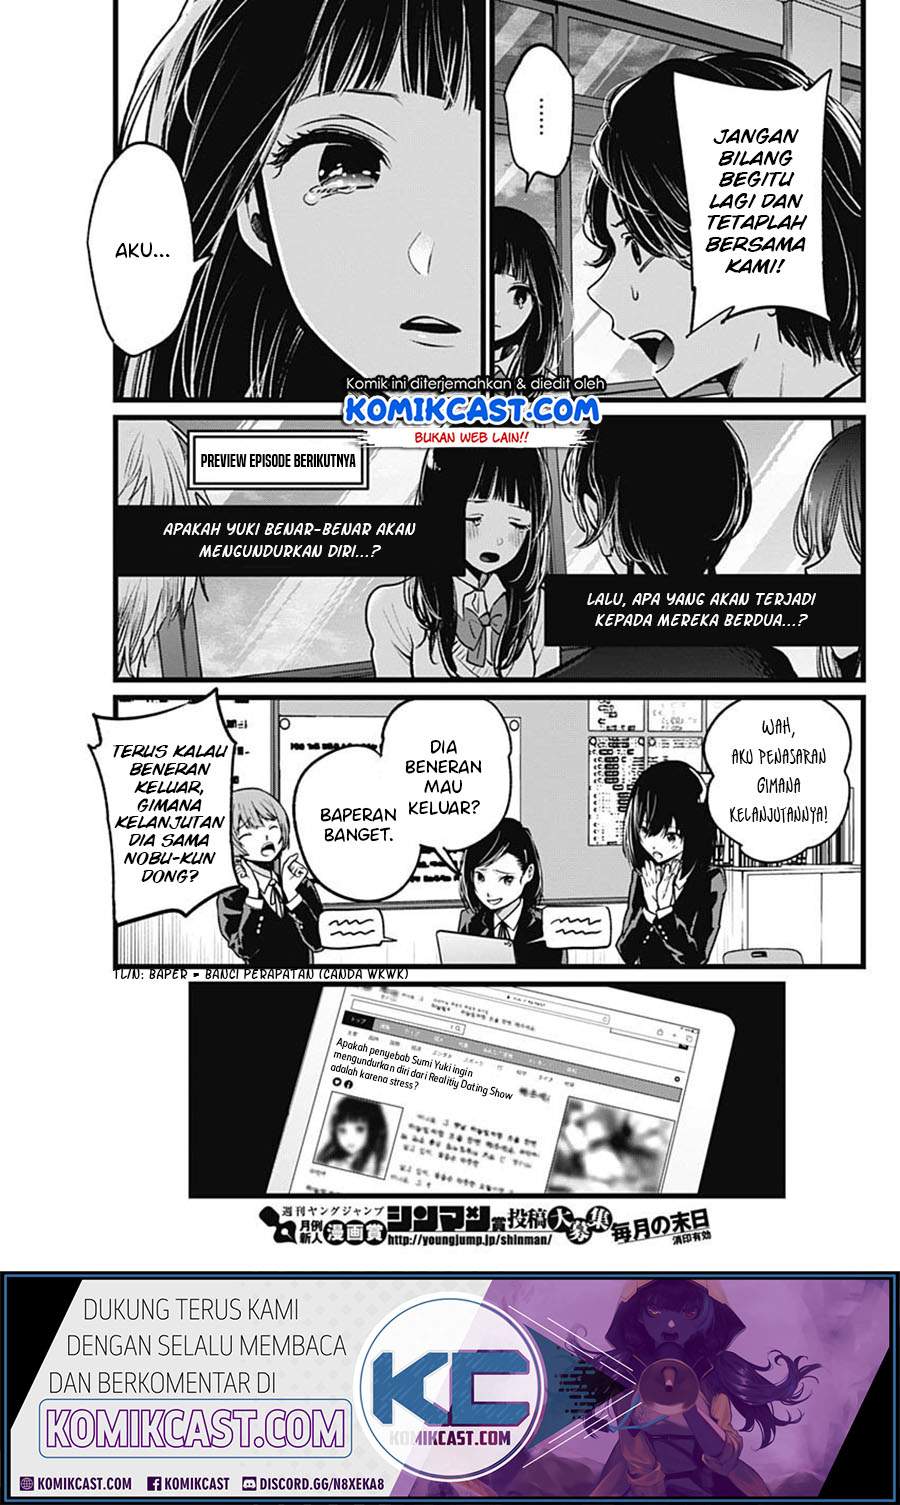 JANGAN
BILANG
BEGITU
LAGI DAN
TETAPLAH
BERSAMA
KAMI!
........
AKU...
Komik ini diterjemahkan & diedit oleh
KOMIKCAST.COM
BUKAN WEB LAIN!!
PREVIEW EPISODE BERIKUTNYA
APAKAH YUKI BENAR-BENAR AKAN
MENGUNDURKAN DIRI...?
LALU, APA YANG AKAN TERJADI
KEPADA MEREKA BERDUA...?
WAH,
AKU PENASARAN
GIMANA
KELANJUTANNYA!
DIA
BENERAN
MAU
KELUAR?
BAPERAN
BANGET.
TERUS KALAU
BENERAN
KELUAR,
GIMANA
KELANJUTAN
DIA SAMA
NOBU-KUN
DONG?
TL/N: BAPER = BANCI PERAPATAN (CANDA WKWK)
トップ
Apakah penyebab Sumi Yuki ingin
mengundurkan diri dari Realitiy Dating Show
adalah karena stress?
週刊ヤングジャンプ
月例
新人
漫画賞
シンマン賞投稿大募集
毎月の末日
消印有効
http://youngjump.jp/shinman/
DUKUNG TERUS KAMI
DENGAN SELALU MEMBACA
DAN BERKOMENTAR DI
KOMIKCAST.COM
KC
KOMIKCAST.COM
KOMIKCAST.COM
KOMIKCAST
DISCORD.GG/N8XEKA8